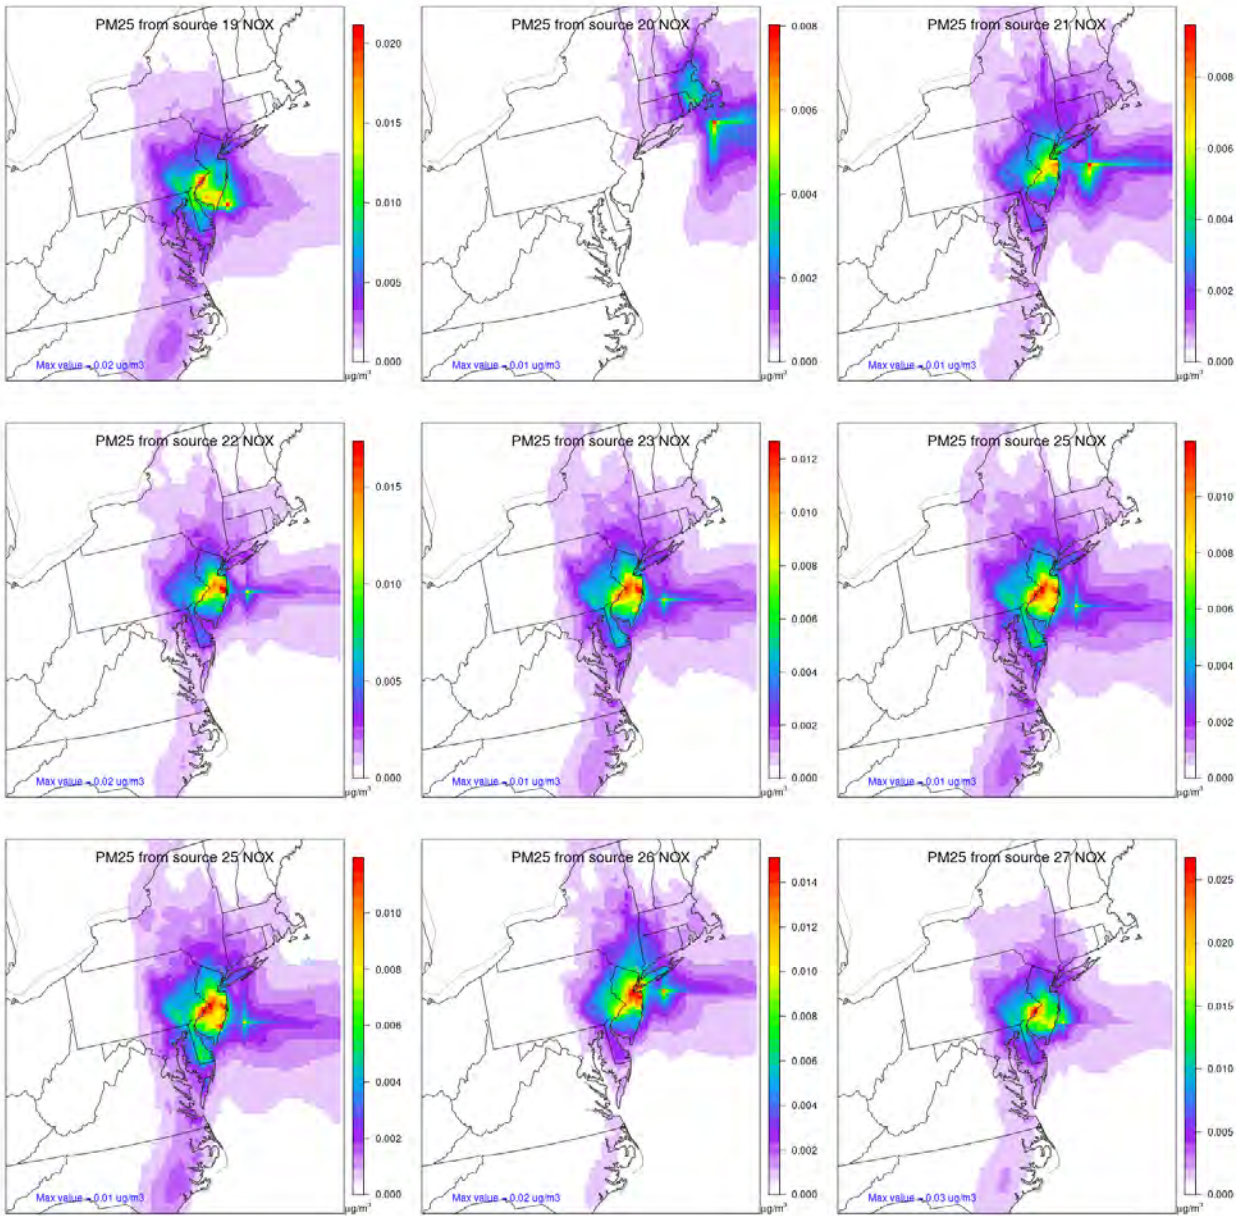 PM25 from source 19 NOX
0.020
0.015
0.010
0.005
0.000
Max value = 0.02 ug/m3
µg/m³
PM25 from source 20 NOX
0.008
0.006
0.004
0.002
0.000
Max value = 0.01 ug/m3
µg/m³
PM25 from source 21 NOX
0.008
0.006
0.004
0.002
0.000
Max value = 0.01 ug/m3
µg/m³
PM25 from source 22 NOX
0.015
0.010
0.005
0.000
Max value = 0.02 ug/m3
µg/m³
PM25 from source 23 NOX
0.012
0.010
0.008
0.006
0.004
0.002
0.000
Max value = 0.01 ug/m3
µg/m³
PM25 from source 25 NOX
0.010
0.008
0.006
0.004
0.002
0.000
Max value = 0.01 ug/m3
µg/m³
PM25 from source 25 NOX
0.010
0.008
0.006
0.004
0.002
0.000
Max value = 0.01 ug/m3
µg/m³
PM25 from source 26 NOX
0.014
0.012
0.010
0.008
0.006
0.004
0.002
0.000
Max value = 0.02 ug/m3
µg/m³
PM25 from source 27 NOX
0.025
0.020
0.015
0.010
0.005
0.000
Max value = 0.03 ug/m3
µg/m³